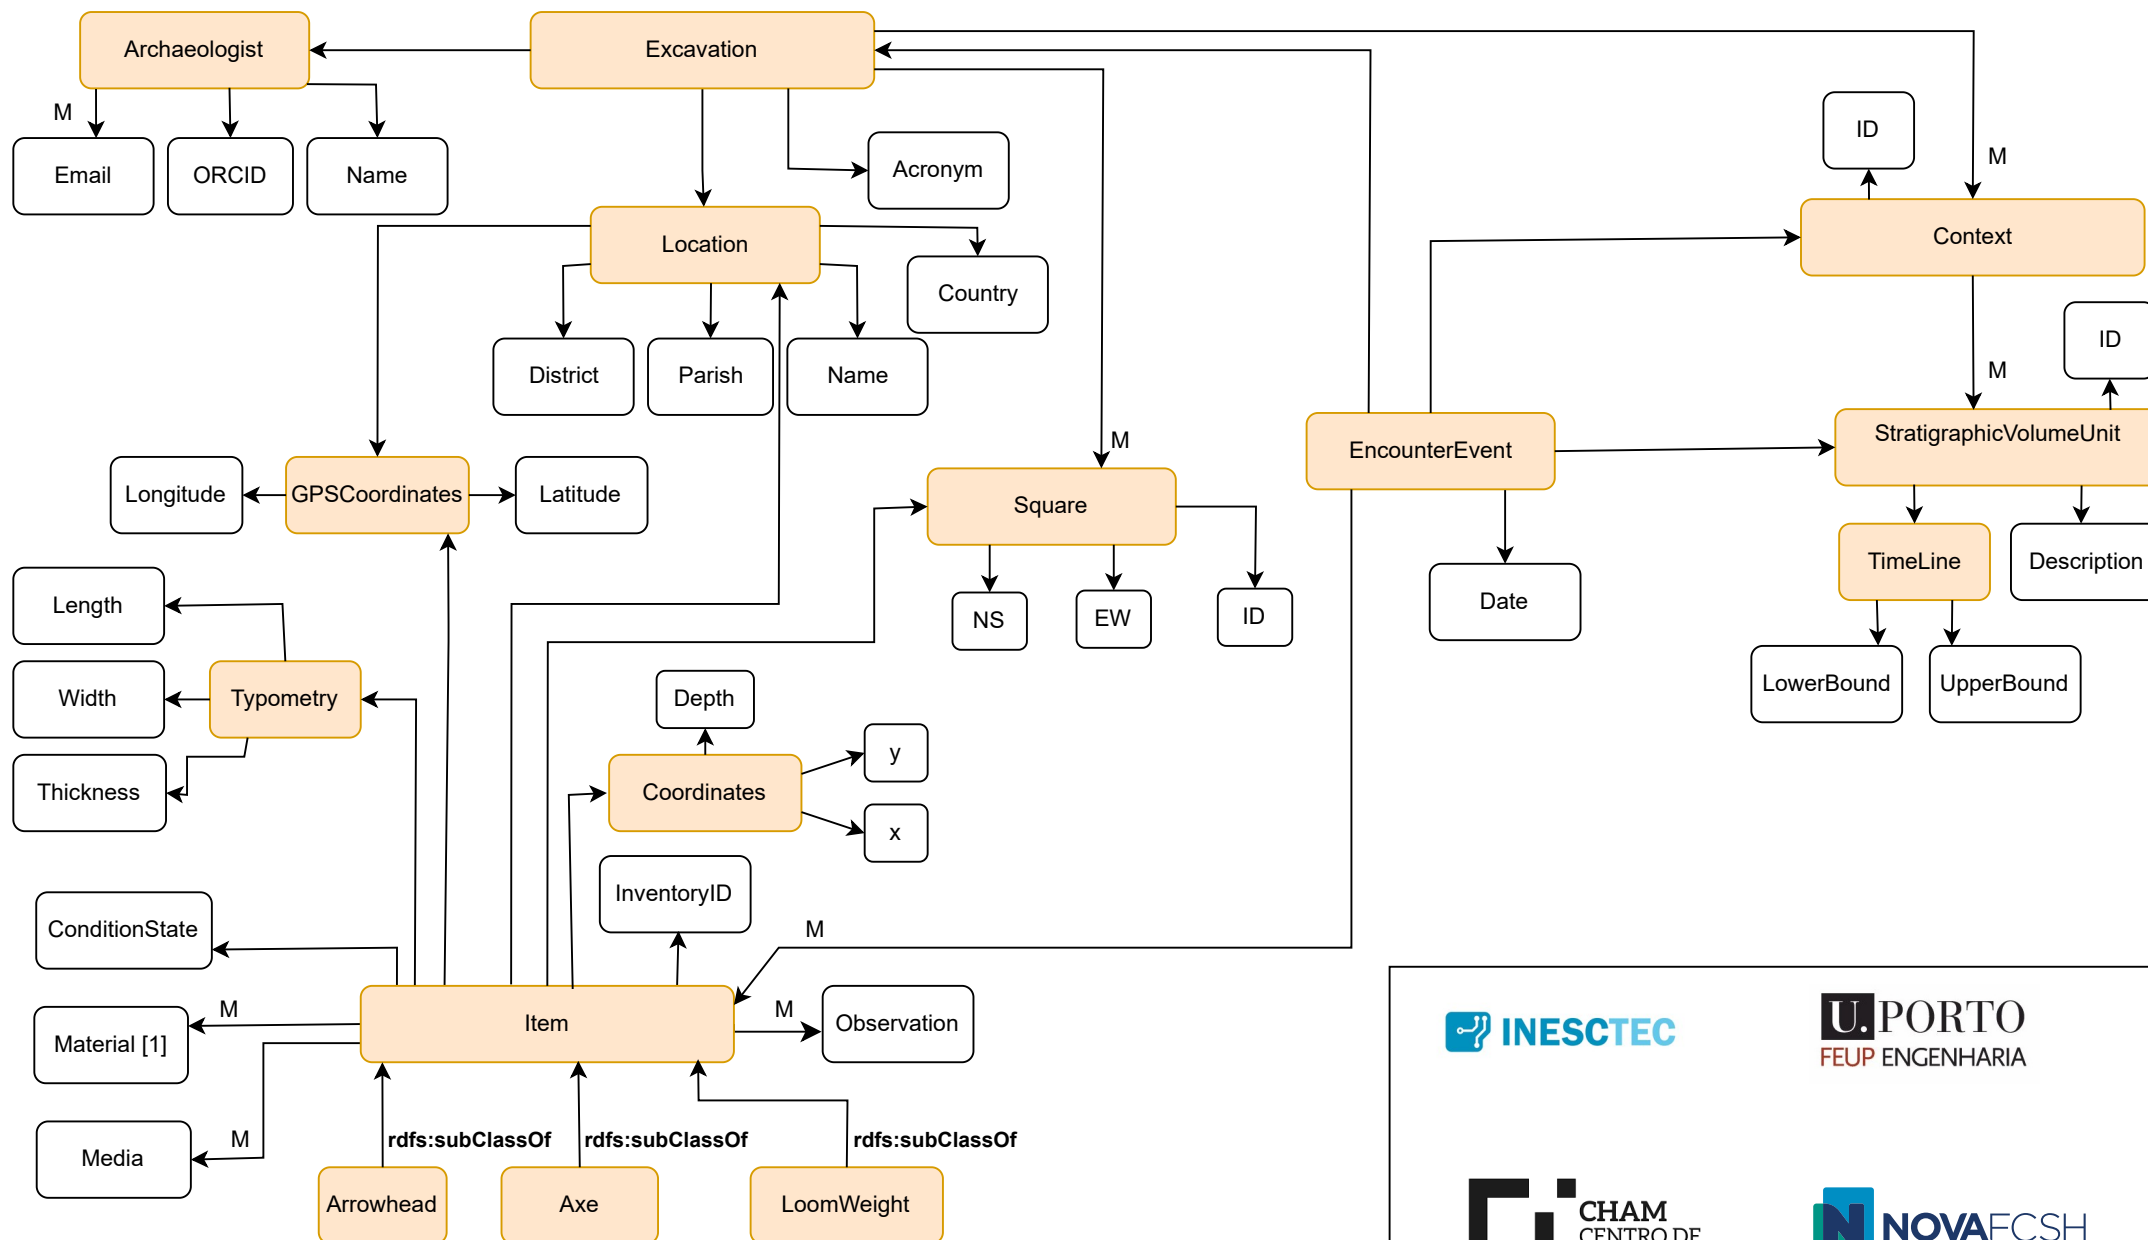 Archaeologist
Excavation
M
Email
ORCID
Name
Acronym
ID
M
Location
Context
Country
District
Parish
Name
M
ID
M
EncounterEvent
StratigraphicVolumeUnit
Longitude
GPSCoordinates
Latitude
Square
TimeLine
Description
Length
NS
EW
ID
Date
Width
Typometry
Depth
LowerBound
UpperBound
y
Thickness
Coordinates
x
InventoryID
ConditionState
M
M
Item
M
Observation
Material [1]
INESCTEC
U.PORTO
FEUP ENGENHARIA
M
Media
rdfs:subClassOf
rdfs:subClassOf
rdfs:subClassOf
Arrowhead
Axe
LoomWeight
CHAM
CENTRO DE
N NOVAFCSH